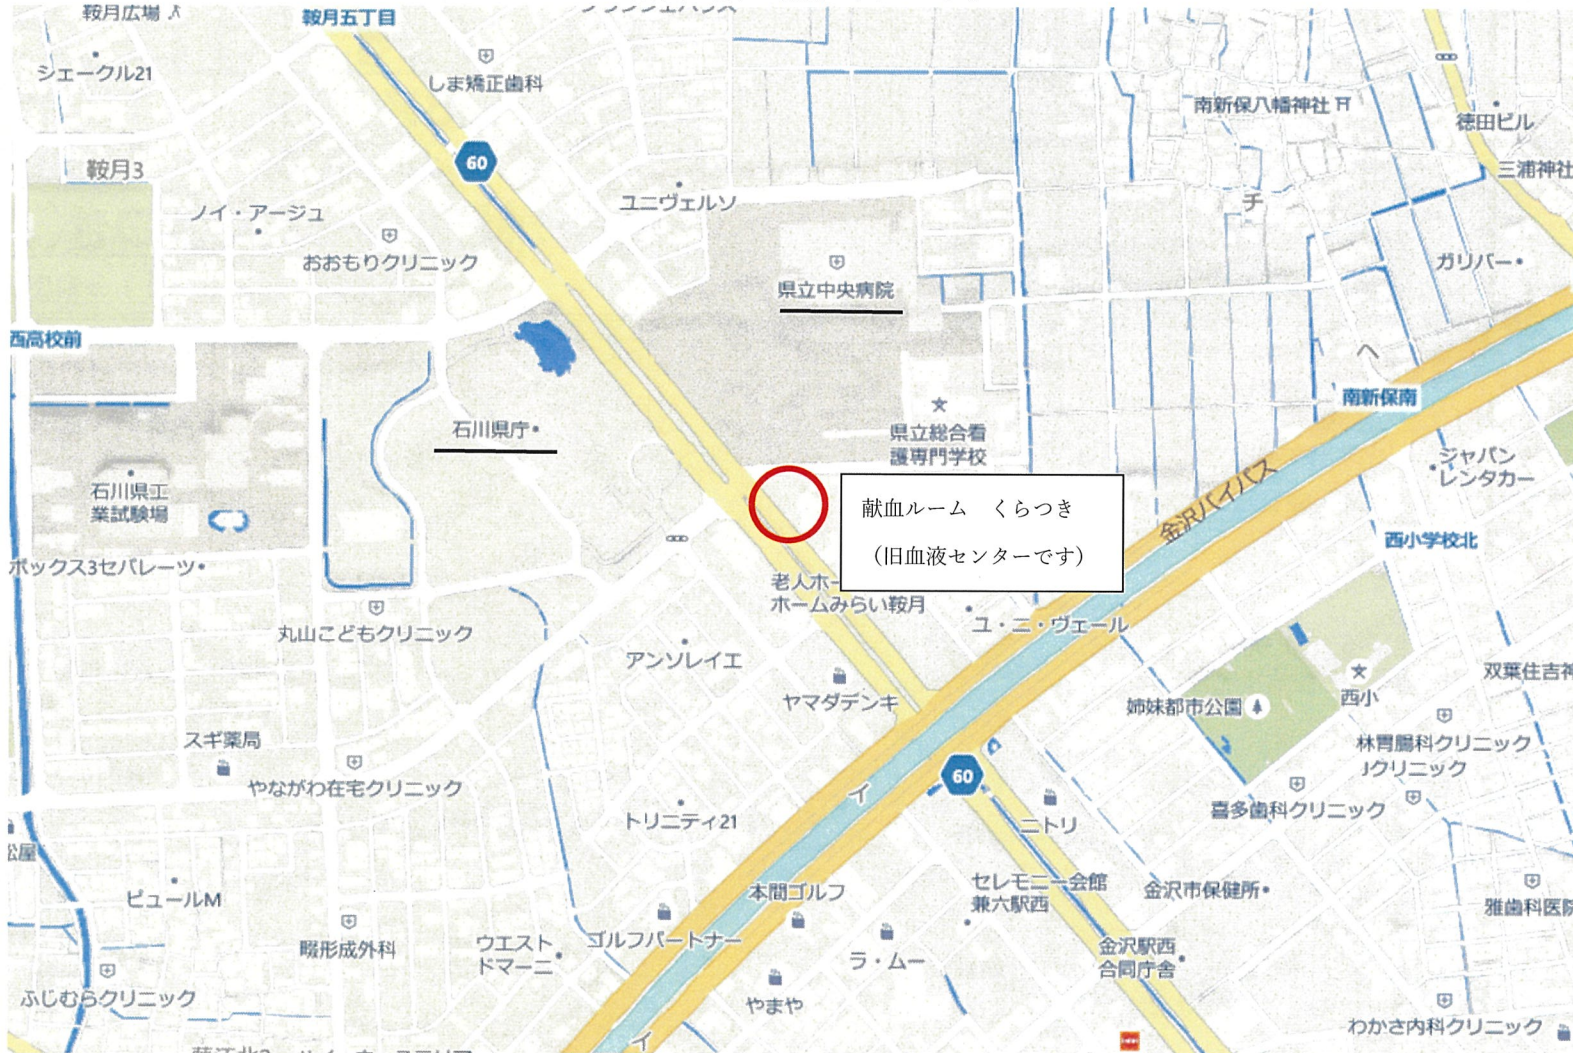 鞍月広場
鞍月五丁目
シェークル21
しま矯正歯科
南新保八幡神社
徳田ビル
60
鞍月3
三浦神社
ユニヴェルソ
チ
ノイ・アージュ
おおもりクリニック
県立中央病院
ガリバー
西高校前
ヘ
南新保南
石川県庁
県立総合看
護専門学校
ジャパン
レンタカー
石川県工
業試験場
献血ルーム　くらつき
（旧血液センターです）
金沢バイパス
西小学校北
ボックス3セパレーツ
老人ホー
ホームみらい鞍月
ユ・ニ・ヴェール
丸山こどもクリニック
アンソレイエ
ヤマダデンキ
姉妹都市公園
西小
双葉住吉神
スギ薬局
林胃腸科クリニック
Jクリニック
やながわ在宅クリニック
60
イ
喜多歯科クリニック
トリニティ21
ニトリ
松屋
ピュールM
本間ゴルフ
セレモニー会館
兼六駅西
金沢市保健所
雅歯科医院
畷形成外科
ウエスト
ドマーニ
ゴルフパートナー
ラ・ムー
金沢駅西
合同庁舎
ふじむらクリニック
やまや
わかさ内科クリニック
イ